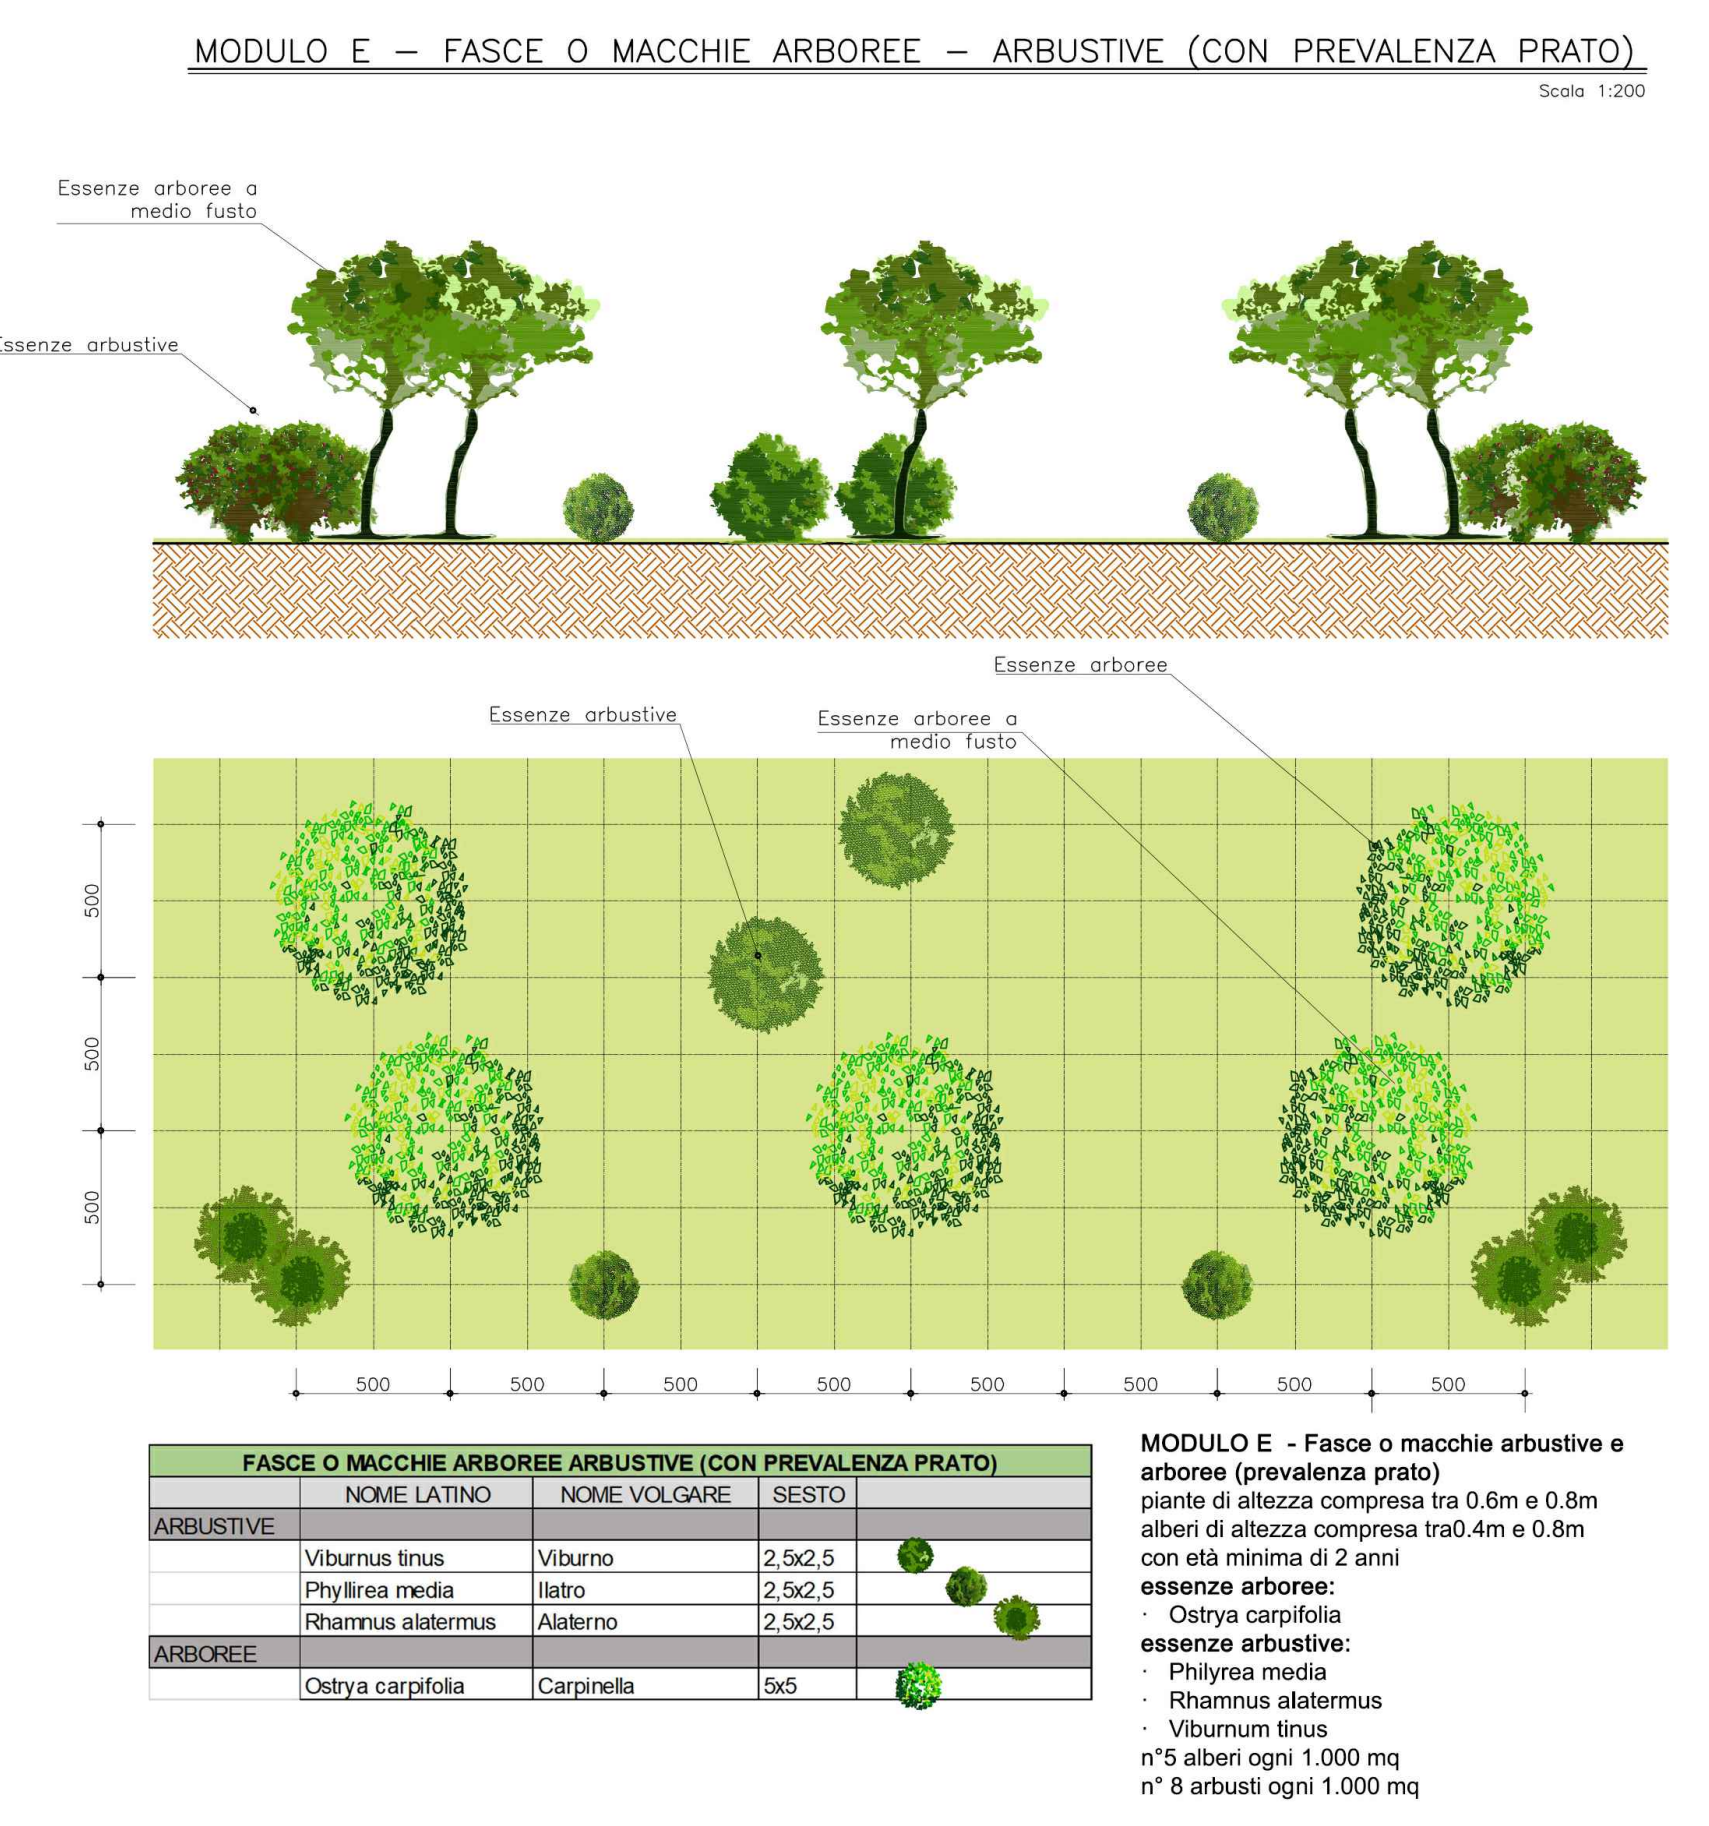 MODULO E – FASCE O MACCHIE ARBOREE – ARBUSTIVE (CON PREVALENZA PRATO)
Scala 1:200
Essenze arboree a
medio fusto
Essenze arbustive
Essenze arboree
Essenze arbustive
Essenze arboree a
medio fusto
500
500
500
500 500 500 500 500 500 500 500
FASCE O MACCHIE ARBOREE ARBUSTIVE (CON PREVALENZA PRATO)
NOME LATINO NOME VOLGARE SESTO
ARBUSTIVE
Viburnus tinus Viburno 2,5x2,5
Phyllirea media Ilatro 2,5x2,5
Rhamnus alatermus Alaterno 2,5x2,5
ARBOREE
Ostrya carpifolia Carpinella 5x5
MODULO E - Fasce o macchie arbustive e
arboree (prevalenza prato)
piante di altezza compresa tra 0.6m e 0.8m
alberi di altezza compresa tra0.4m e 0.8m
con età minima di 2 anni
essenze arboree:
· Ostrya carpifolia
essenze arbustive:
· Philyrea media
· Rhamnus alatermus
· Viburnum tinus
n°5 alberi ogni 1.000 mq
n° 8 arbusti ogni 1.000 mq